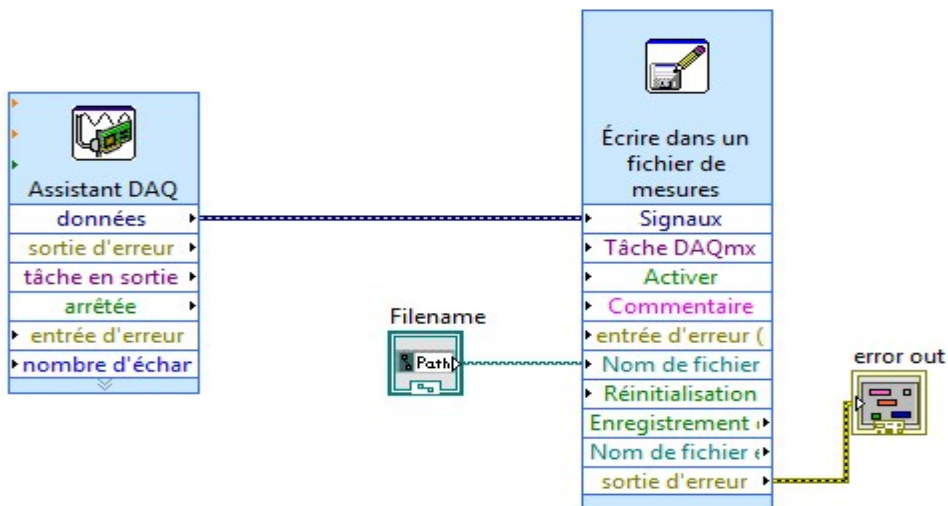 Assistant DAQ
données
sortie d'erreur
tâche en sortie
arrêtée
entrée d'erreur
nombre d'échar
Filename
Path
Écrire dans un
fichier de
mesures
Signaux
Tâche DAQmx
Activer
Commentaire
entrée d'erreur (
Nom de fichier
Réinitialisation
Enregistrement
Nom de fichier e
sortie d'erreur
error out